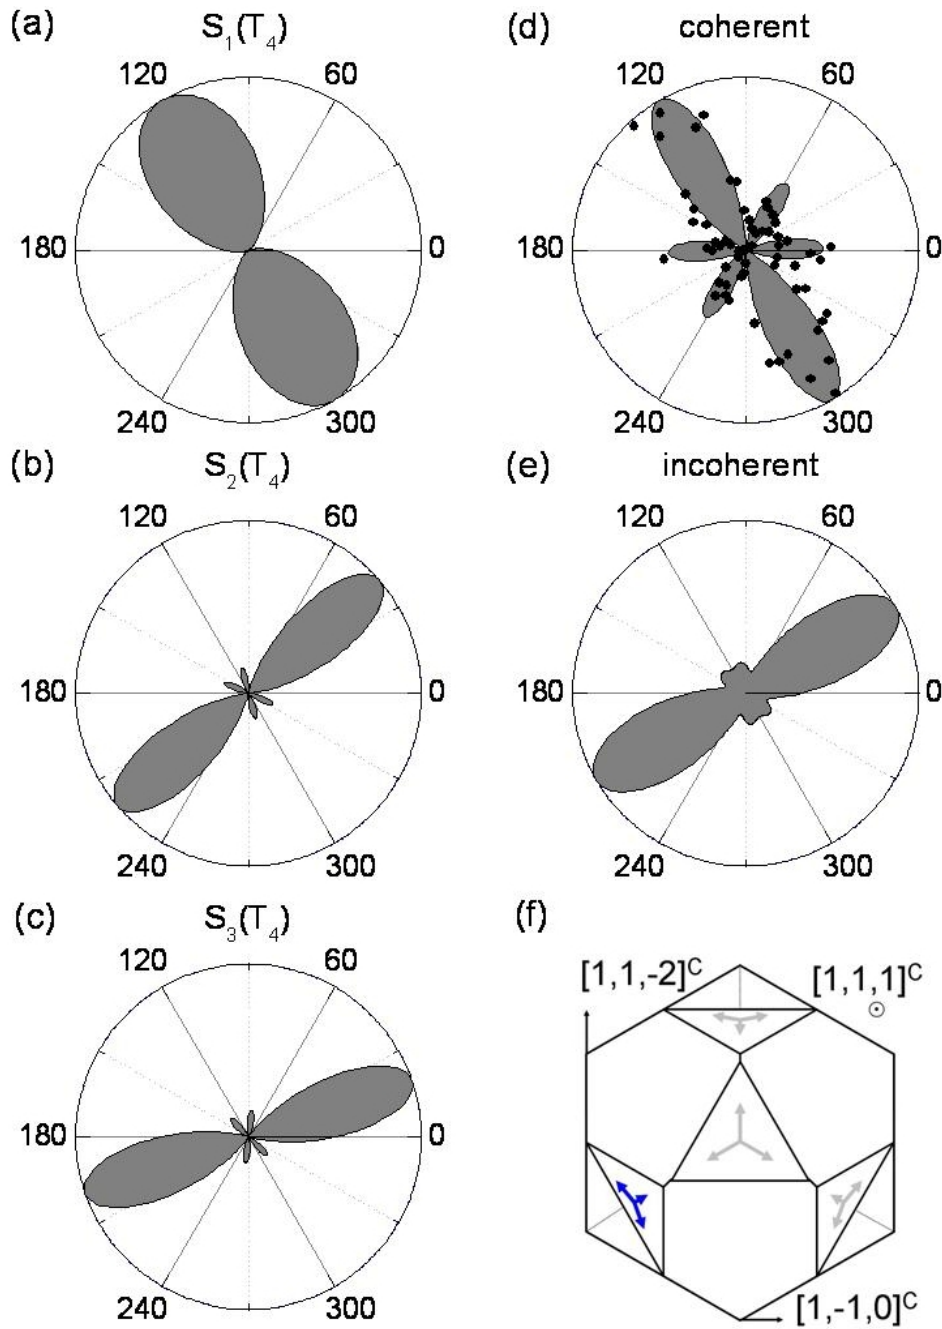 (a)
S₁(T₄)
120
60
180
0
240
300
(d)
coherent
120
60
180
0
240
300
(b)
S₂(T₄)
120
60
180
0
240
300
(e)
incoherent
120
60
180
0
240
300
(c)
S₃(T₄)
120
60
180
0
240
300
(f)
[1,1,-2]ᶜ
[1,1,1]ᶜ
[1,-1,0]ᶜ